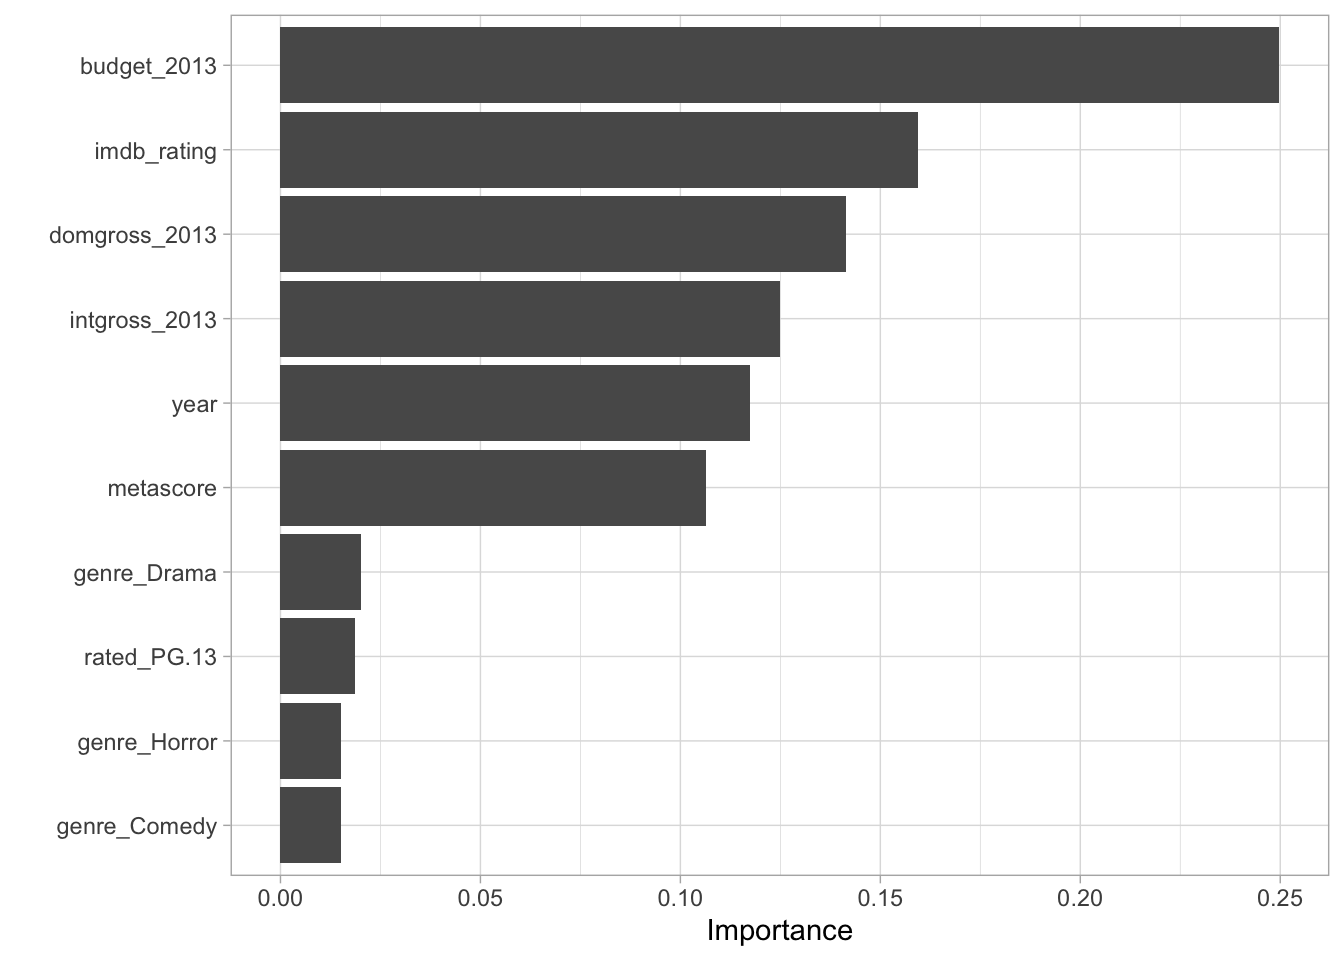 budget_2013
imdb_rating
domgross_2013
intgross_2013
year
metascore
genre_Drama
rated_PG.13
genre_Horror
genre_Comedy
0.00 0.05 0.10 0.15 0.20 0.25
Importance